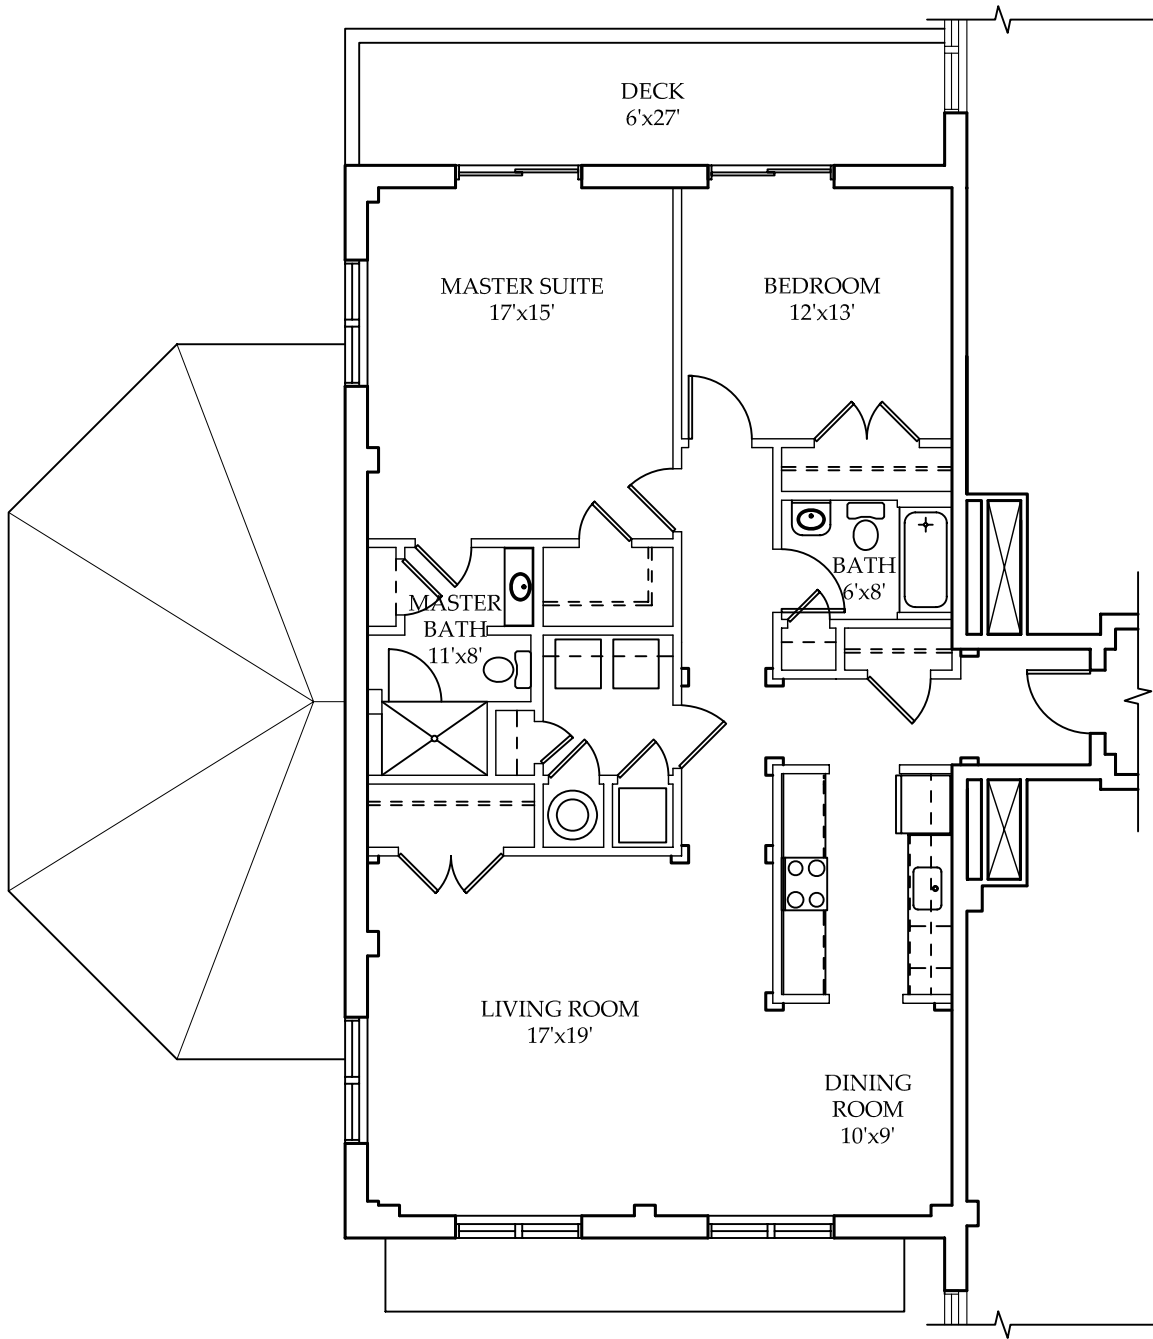 DECK
6'x27'
MASTER SUITE
17'x15'
BEDROOM
12'x13'
BATH
6'x8'
MASTER
BATH
11'x8'
LIVING ROOM
17'x19'
DINING
ROOM
10'x9'